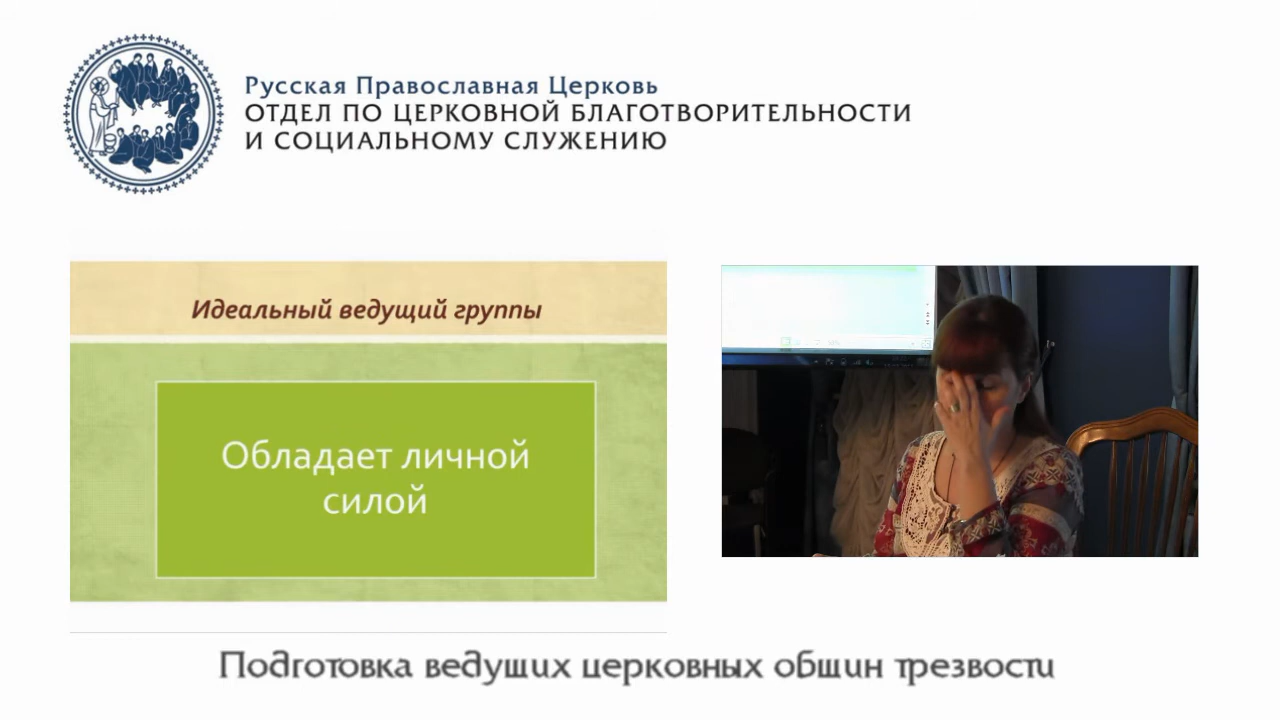 Русская Православная Церковь
ОТДЕЛ ПО ЦЕРКОВНОЙ БЛАГОТВОРИТЕЛЬНОСТИ
И СОЦИАЛЬНОМУ СЛУЖЕНИЮ
Идеальный ведущий группы
Обладает личной
силой
Подготовка ведущих церковных общин трезвости